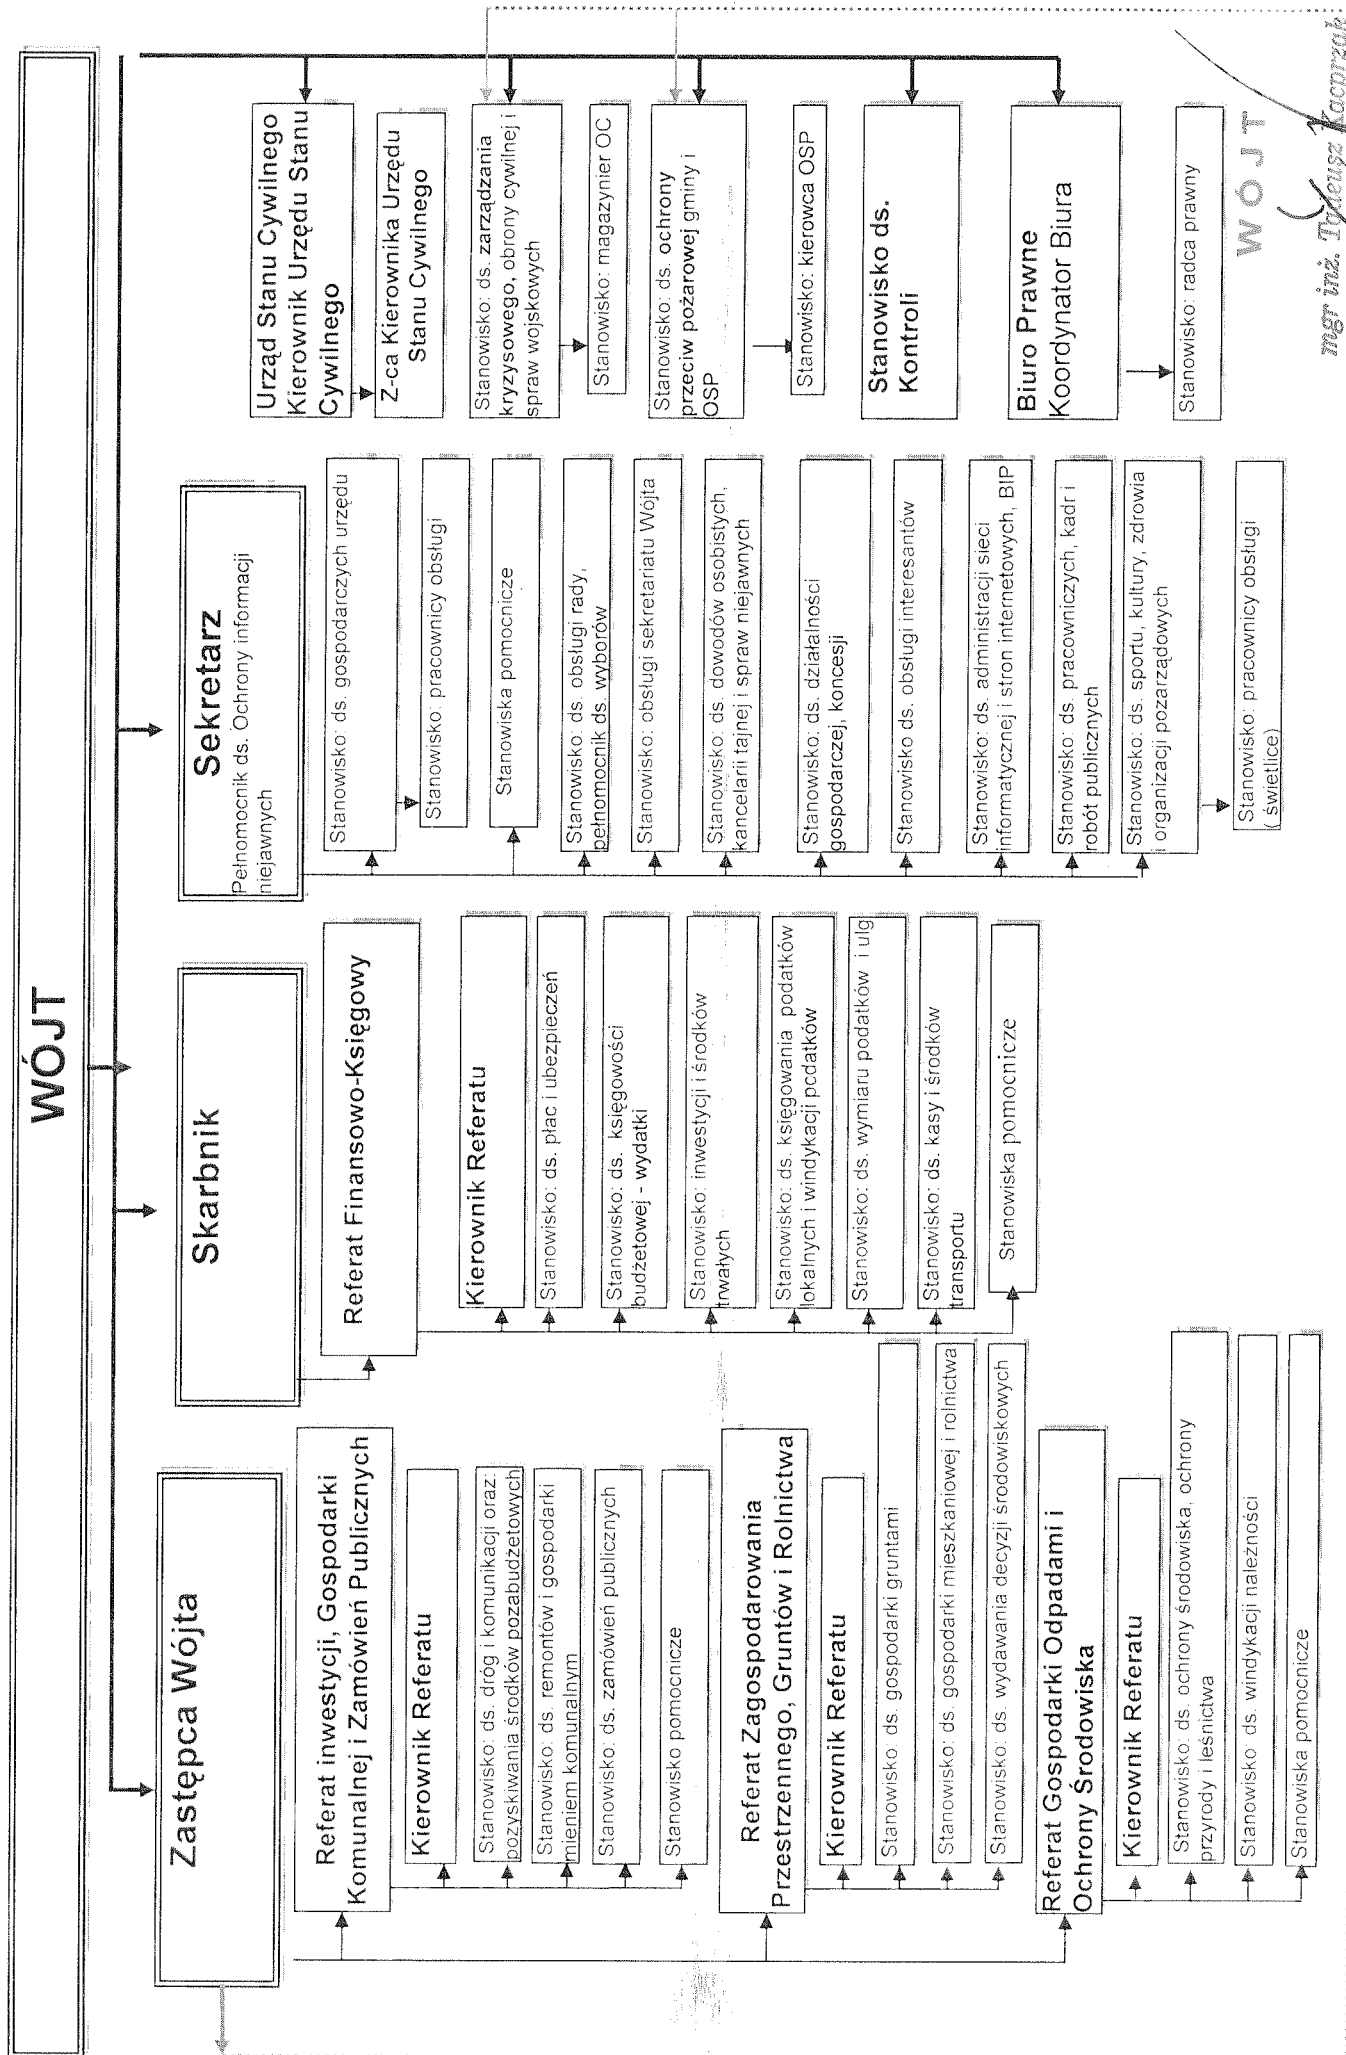 WÓJT
Zastępca Wójta
Referat inwestycji, Gospodarki
Komunalnej i Zamówień Publicznych
Kierownik Referatu
Stanowisko: ds. dróg i komunikacji oraz
pozyskiwania środków pozabudżetowych
Stanowisko: ds. remontów i gospodarki
mieniem komunalnym
Stanowisko: ds. zamówień publicznych
Stanowisko pomocnicze
Referat Zagospodarowania
Przestrzennego, Gruntów i Rolnictwa
Kierownik Referatu
Stanowisko: ds. gospodarki gruntami
Stanowisko: ds. gospodarki mieszkaniowej i rolnictwa
Stanowisko: ds. wydawania decyzji środowiskowych
Referat Gospodarki Odpadami i
Ochrony Środowiska
Kierownik Referatu
Stanowisko: ds. ochrony środowiska, ochrony
przyrody i leśnictwa
Stanowisko: ds. windykacji należności
Stanowiska pomocnicze
Skarbnik
Referat Finansowo-Księgowy
Kierownik Referatu
Stanowisko: ds. płac i ubezpieczeń
Stanowisko: ds. księgowości
budżetowej – wydatki
Stanowisko: inwestycji i środków
trwałych
Stanowisko: ds. księgowania podatków
lokalnych i windykacji podatków
Stanowisko: ds. wymiaru podatków i ulg
Stanowisko: ds. kasy i środków
transportu
Stanowiska pomocnicze
Sekretarz
Pełnomocnik ds. Ochrony informacji
niejawnych
Stanowisko: ds. gospodarczych urzędu
Stanowisko: pracownicy obsługi
Stanowiska pomocnicze
Stanowisko: ds. obsługi rady,
pełnomocnik ds. wyborów
Stanowisko: obsługi sekretariatu Wójta
Stanowisko: ds. dowodów osobistych,
kancelarii tajnej i spraw niejawnych
Stanowisko: ds. działalności
gospodarczej, koncesji
Stanowisko ds. obsługi interesantów
Stanowisko: ds. administracji sieci
informatycznej i stron internetowych, BIP
Stanowisko: ds. pracowniczych, kadr i
robót publicznych
Stanowisko: ds. sportu, kultury, zdrowia
i organizacji pozarządowych
Stanowisko: pracownicy obsługi
( świetlice)
Urząd Stanu Cywilnego
Kierownik Urzędu Stanu
Cywilnego
Z-ca Kierownika Urzędu
Stanu Cywilnego
Stanowisko: ds. zarządzania
kryzysowego, obrony cywilnej i
spraw wojskowych
Stanowisko: magazynier OC
Stanowisko: ds. ochrony
przeciw pożarowej gminy i
OSP
Stanowisko: kierowca OSP
Stanowisko ds.
Kontroli
Biuro Prawne
Koordynator Biura
Stanowisko: radca prawny
WÓJT
mgr inż. Tadeusz Kacprzak